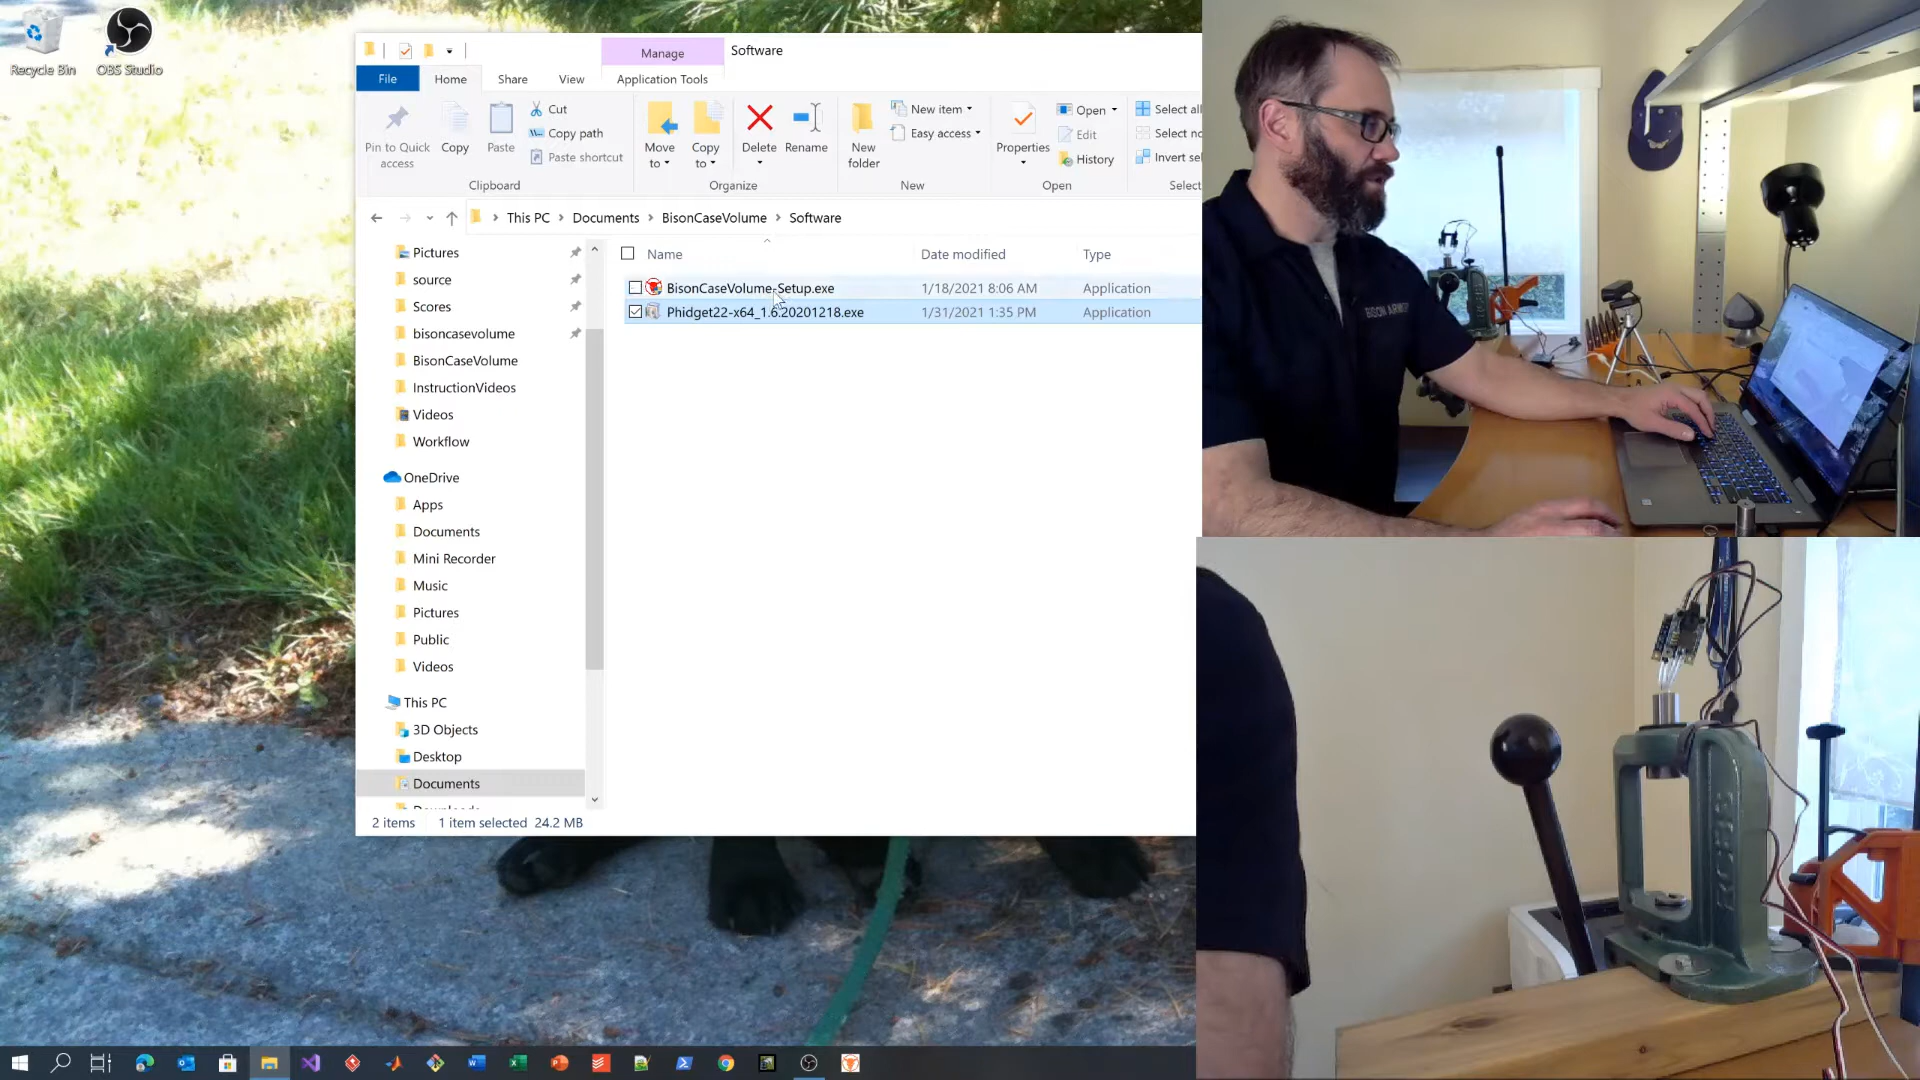 Recycle Bin
OBS Studio
Manage
Software
File
Home
Share
View
Application Tools
Pin to Quick access
Copy
Paste
Cut
Copy path
Paste shortcut
Clipboard
Move to
Copy to
Delete
Rename
Organize
New folder
New item
Easy access
New
Properties
Open
Edit
History
Open
Select all
Select no
Invert sel
Select
This PC > Documents > BisonCaseVolume > Software
Name
Date modified
Type
BisonCaseVolume-Setup.exe 1/18/2021 8:06 AM Application
Phidget22-x64_1.6.20201218.exe 1/31/2021 1:35 PM Application
Pictures
source
Scores
bisoncasevolume
BisonCaseVolume
InstructionVideos
Videos
Workflow
OneDrive
Apps
Documents
Mini Recorder
Music
Pictures
Public
Videos
This PC
3D Objects
Desktop
Documents
2 items
1 item selected 24.2 MB